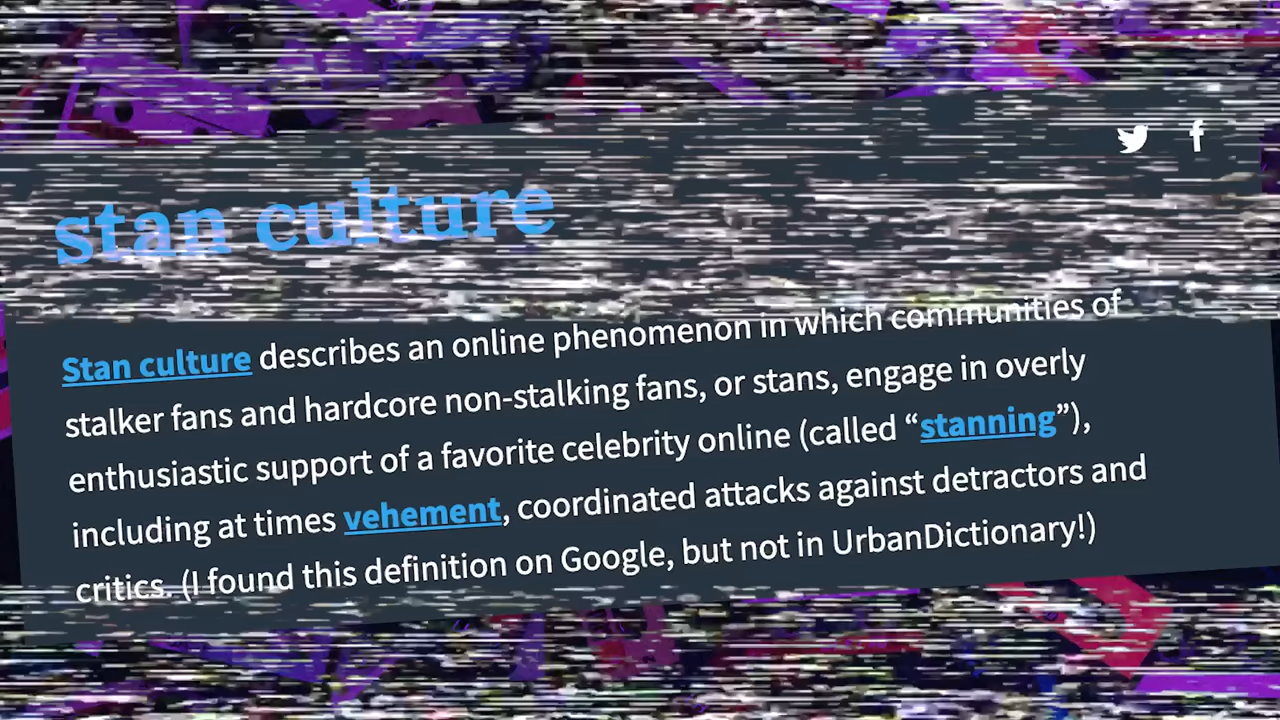 stan culture
Stan culture describes an online phenomenon in which communities of
stalker fans and hardcore non-stalking fans, or stans, engage in overly
enthusiastic support of a favorite celebrity online (called “stanning”),
including at times vehement, coordinated attacks against detractors and
critics. (I found this definition on Google, but not in UrbanDictionary!)